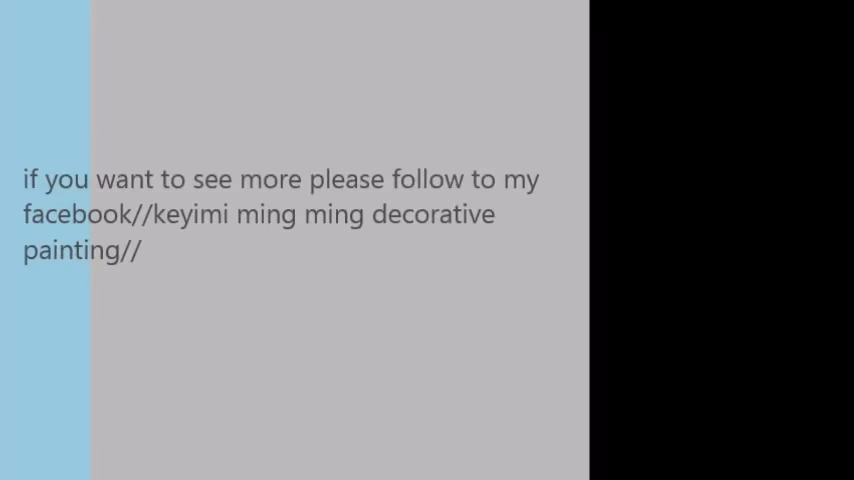 if you want to see more please follow to my
facebook//keyimi ming ming decorative
painting//